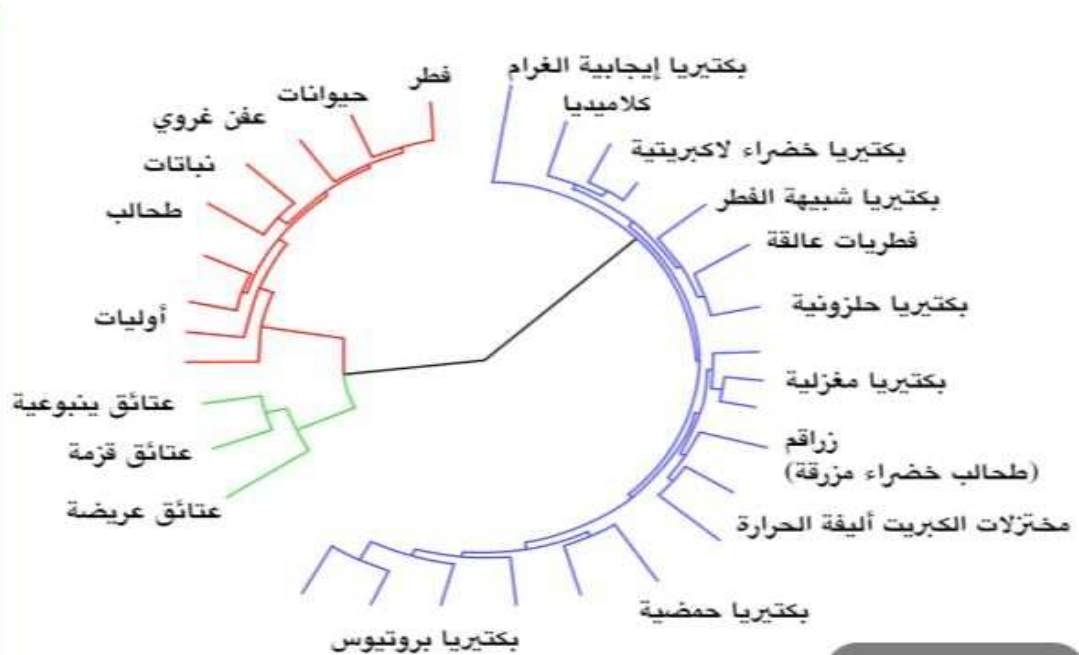 بكتيريا إيجابية الغرام
فطر
حيوانات
كلاميديا
عفن غروي
بكتيريا خضراء لاكبريتية
نباتات
بكتيريا شبيهة الفطر
طحالب
فطريات عالقة
بكتيريا حلزونية
أوليات
بكتيريا مغزلية
عتائق ينبوعية
زراقم
عتائق قزمة
(طحالب خضراء مزرقة)
عتائق عريضة
مختزلات الكبريت أليفة الحرارة
بكتيريا حمضية
بكتيريا بروتيوس